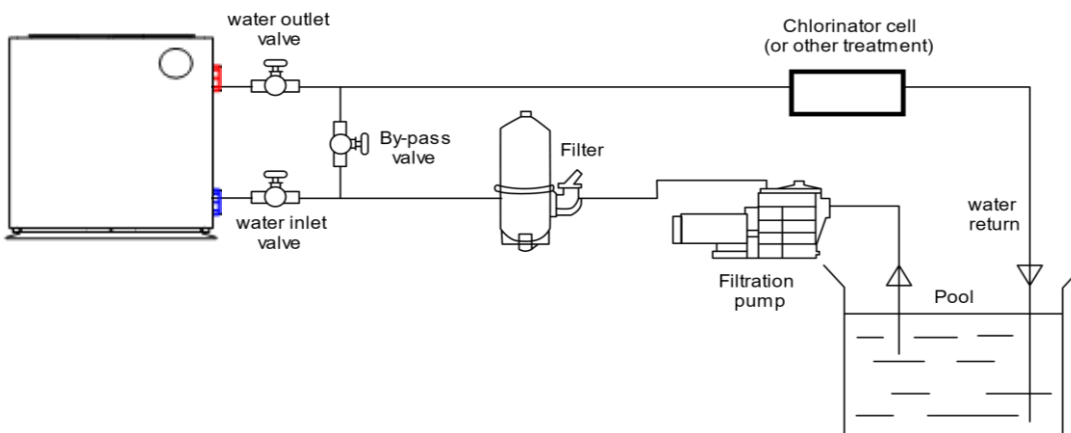 water outlet
valve
Chlorinator cell
(or other treatment)
By-pass
valve
Filter
water inlet
valve
water
return
Filtration
pump
Pool